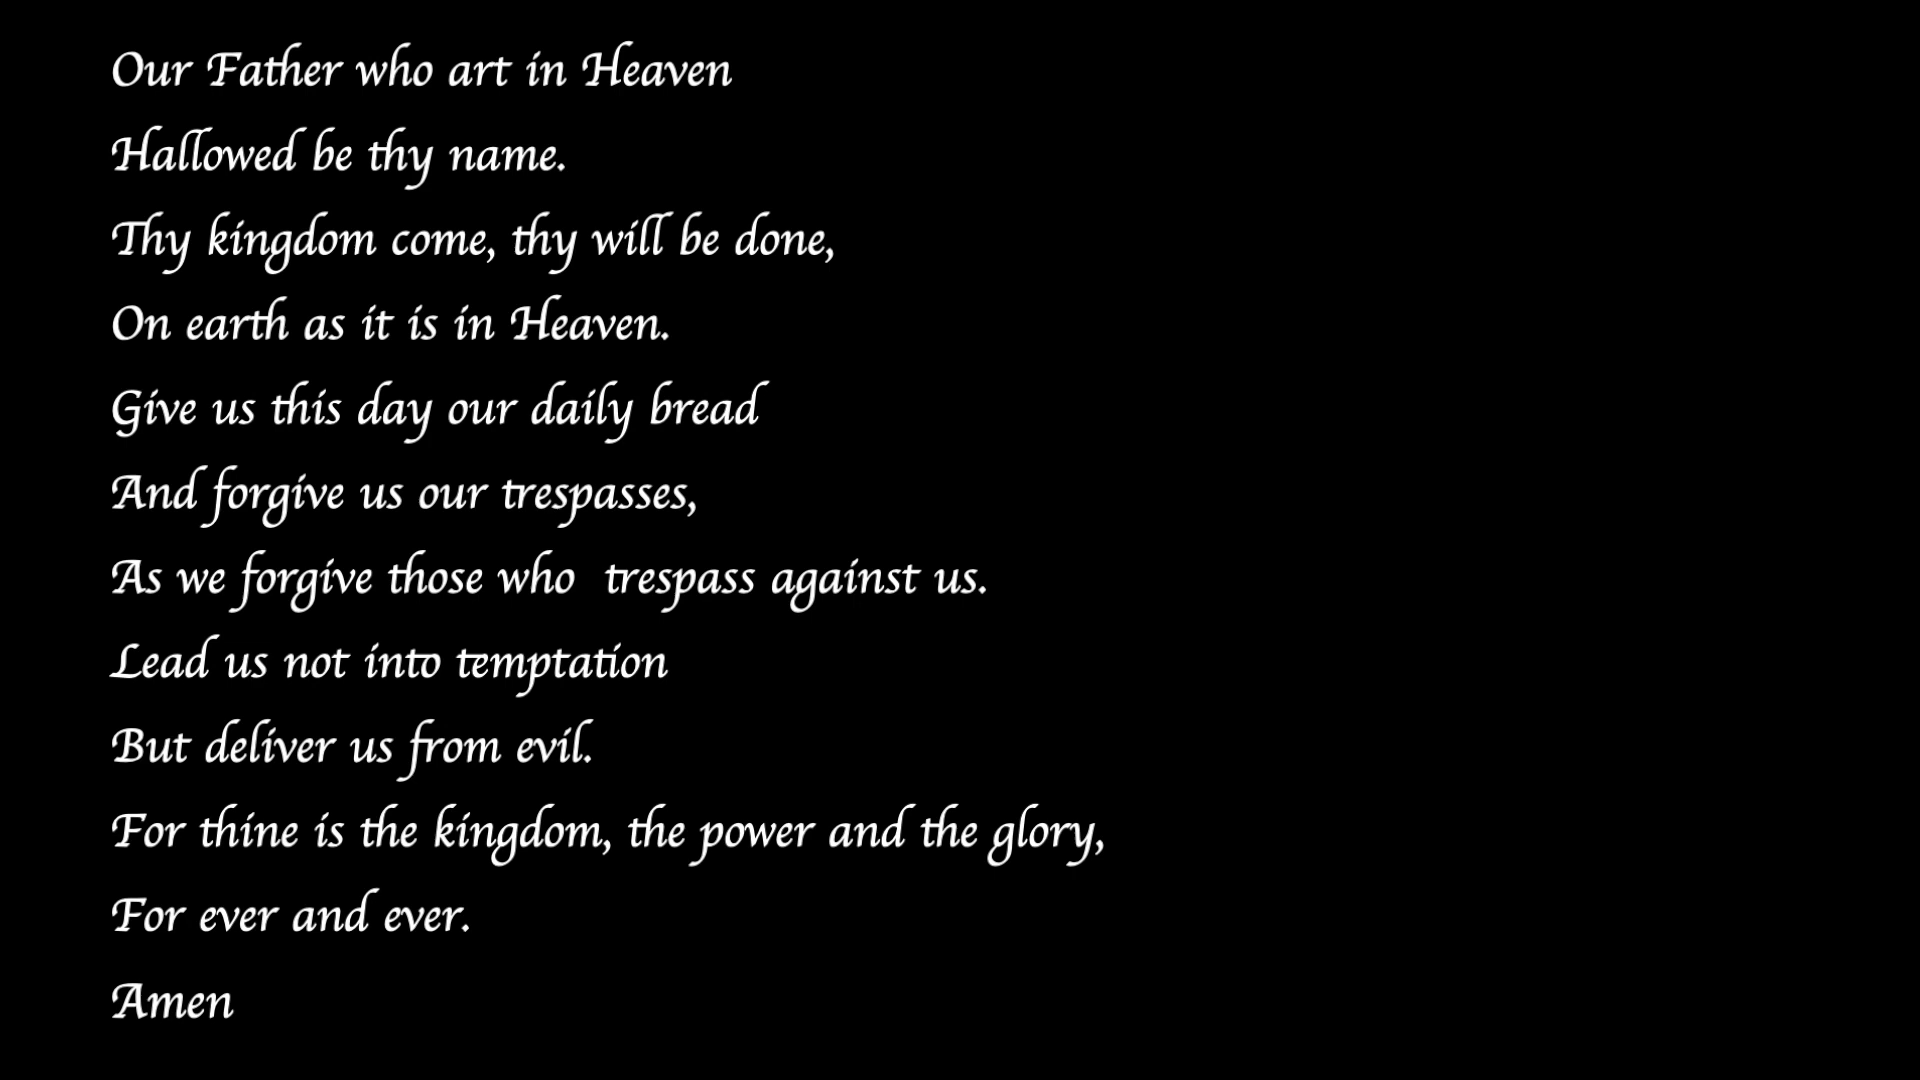 Our Father who art in Heaven
Hallowed be thy name.
Thy kingdom come, thy will be done,
On earth as it is in Heaven.
Give us this day our daily bread
And forgive us our trespasses,
As we forgive those who  trespass against us.
Lead us not into temptation
But deliver us from evil.
For thine is the kingdom, the power and the glory,
For ever and ever.
Amen